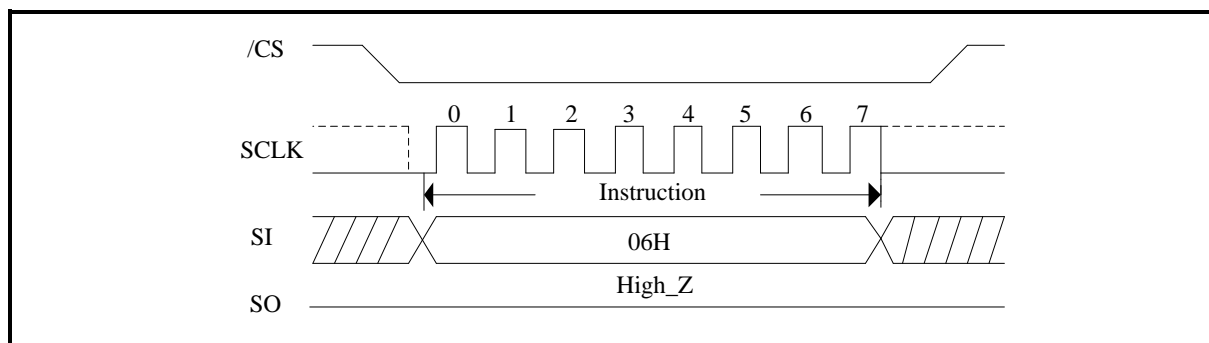 /CS
0 1 2 3 4 5 6 7
SCLK
Instruction
SI
06H
High_Z
SO